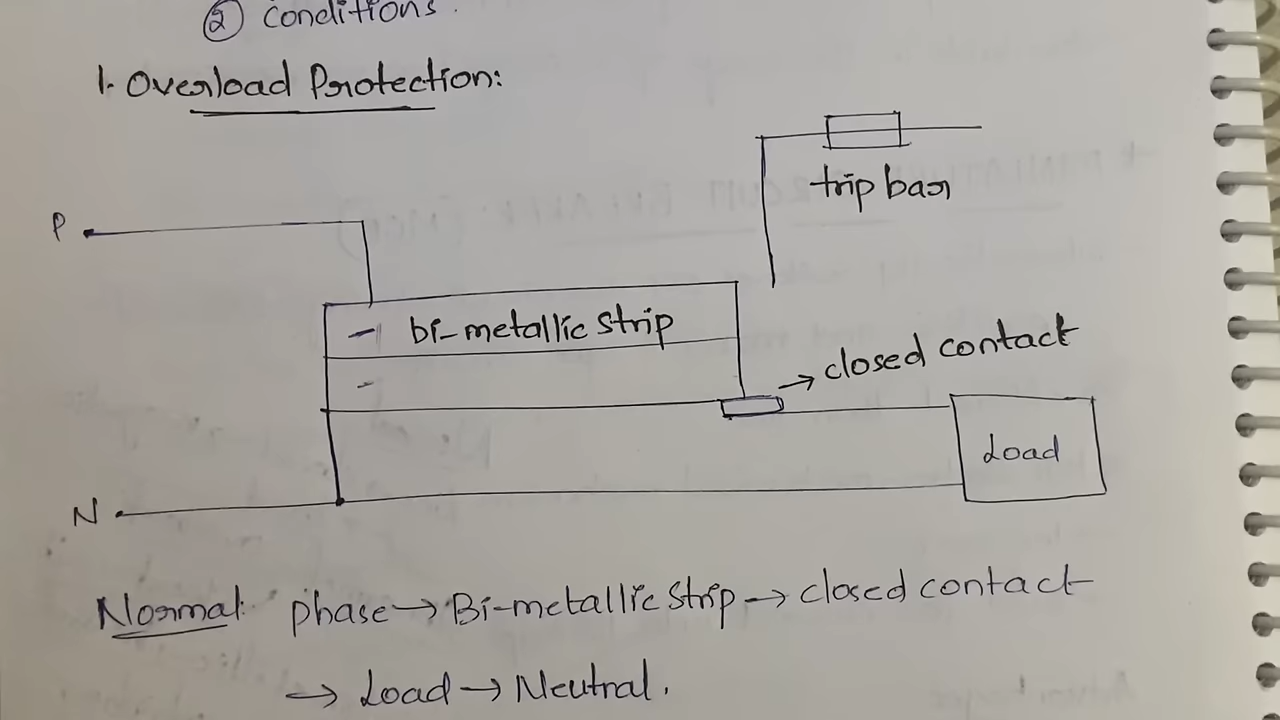 ② conditions.
1. Overload Protection:
trip bar
P
bi-metallic strip
→ closed contact
Load
N
Normal: phase → Bi-metallic strip → closed contact
→ Load → Neutral.